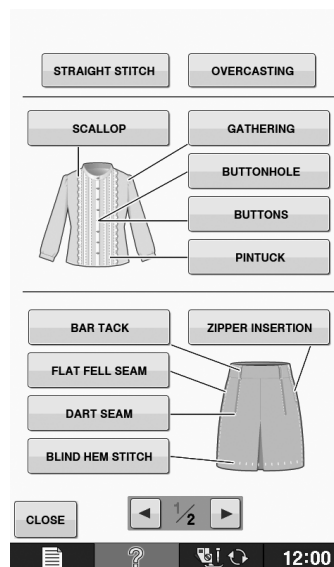 STRAIGHT STITCH
OVERCASTING
SCALLOP
GATHERING
BUTTONHOLE
BUTTONS
PINTUCK
BAR TACK
ZIPPER INSERTION
FLAT FELL SEAM
DART SEAM
BLIND HEM STITCH
CLOSE
1/2
?
12:00